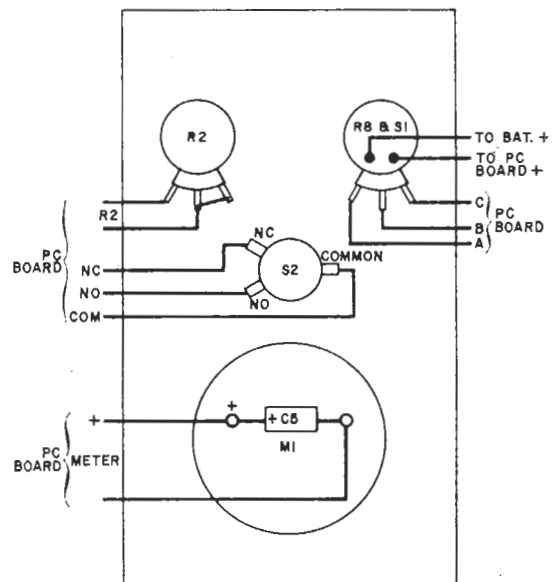 R2
R8 & S1
TO BAT. +
TO PC
BOARD +
R2
C
B
A
PC
BOARD
PC
BOARD
NC
NO
COM
NC
COMMON
S2
NO
+
+
+ C5
M1
PC
BOARD
METER